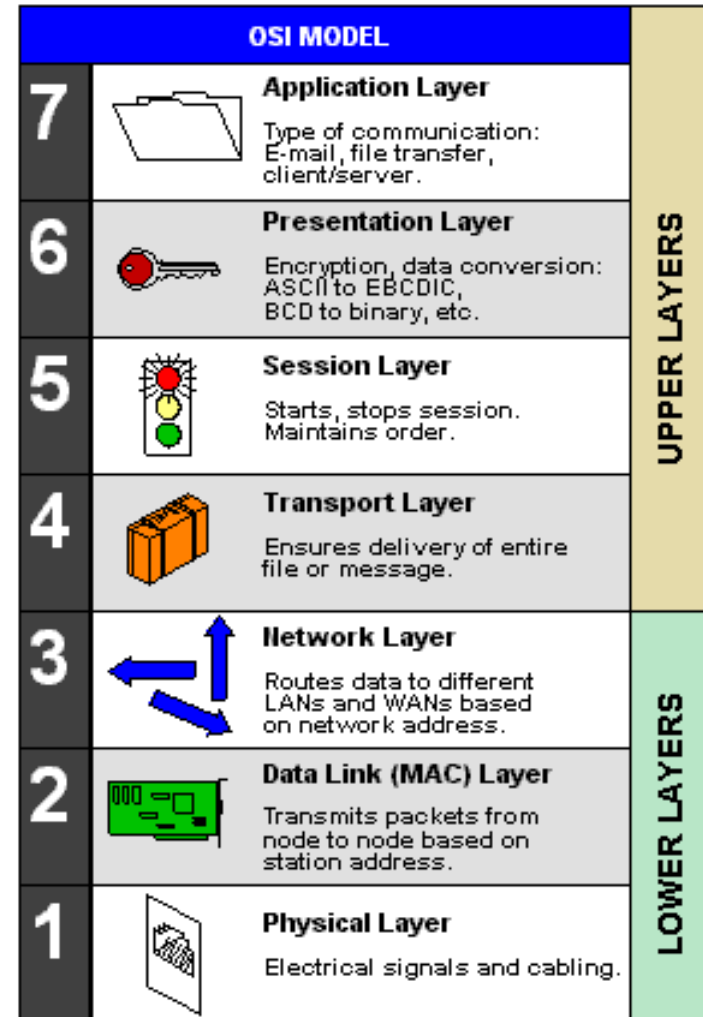 OSI MODEL
7
Application Layer
Type of communication:
E-mail, file transfer,
client/server.
6
Presentation Layer
Encryption, data conversion:
ASCII to EBCDIC,
BCD to binary, etc.
5
Session Layer
Starts, stops session.
Maintains order.
4
Transport Layer
Ensures delivery of entire
file or message.
UPPER LAYERS
3
Network Layer
Routes data to different
LANs and WANs based
on network address.
2
Data Link (MAC) Layer
Transmits packets from
node to node based on
station address.
1
Physical Layer
Electrical signals and cabling.
LOWER LAYERS